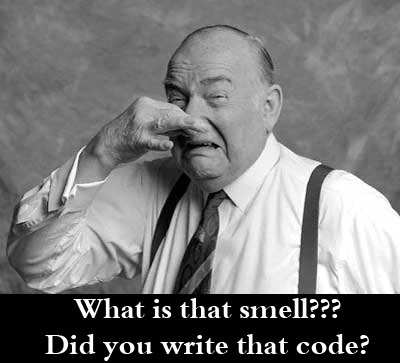 What is that smell???
Did you write that code?